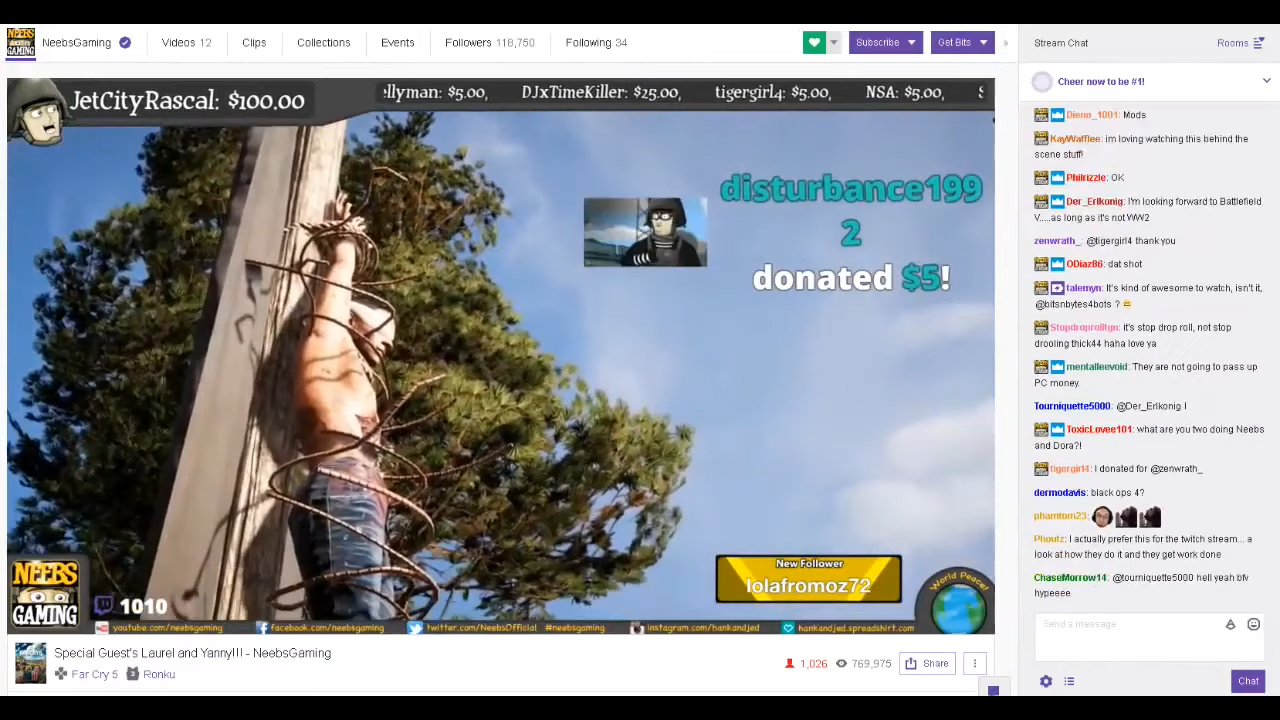 NEEBS
GAMING
NeebsGaming
Videos 12
Clips
Collections
Events
Followers 118,750
Following 34
Subscribe
Get Bits
Stream Chat
Rooms
JetCityRascal: $100.00
llyman: $5.00, DJxTimeKiller: $25.00, tigergirl4: $5.00, NSA: $5.00,
disturbance199
2
donated $5!
New Follower
lolafromoz72
World Peace!
NEEBS
GAMING
1010
youtube.com/neebsgaming
facebook.com/neebsgaming
twitter.com/NeebsOfficial #neebsgaming
instagram.com/hankandjed
hankandjed.spreadshirt.com
Special Guest's Laurel and Yanny!!! - NeebsGaming
Far Cry 5
Ronku
1,026
769,975
Share
Cheer now to be #1!
Dieno_1001: Mods
KayWafflee: im loving watching this behind the
scene stuff!
Philrizzle: OK
Der_Erlkonig: I'm looking forward to Battlefield
V.....as long as it's not WW2
zenwrath_: @tigergirl4 thank you
ODiaz86: dat shot
talemyn: It's kind of awesome to watch, isn't it,
@bitsnbytes4bots ?
Stopdroprolltgn: it's stop drop roll, not stop
drooling thick44 haha love ya
mentalleevoid: They are not going to pass up
PC money.
Tourniquette5000: @Der_Erlkonig I
ToxicLovee101: what are you two doing Neebs
and Dora?!
tigergirl4: I donated for @zenwrath_
dermodavis: black ops 4?
phamtom23:
Phoutz: I actually prefer this for the twitch stream... a
look at how they do it and they get work done
ChaseMorrow14: @tourniquette5000 hell yeah bfv
hypeeee
Send a message
Chat